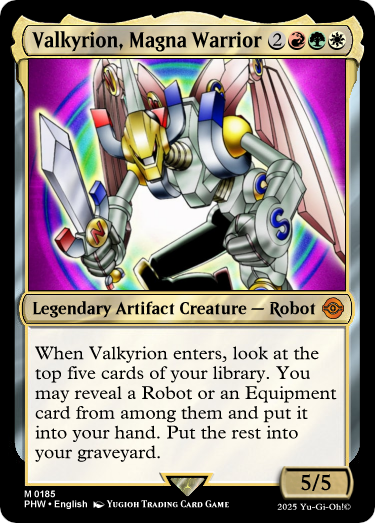 Valkyrion, Magna Warrior 2
N
S
Legendary Artifact Creature — Robot
When Valkyrion enters, look at the
top five cards of your library. You
may reveal a Robot or an Equipment
card from among them and put it
into your hand. Put the rest into
your graveyard.
5/5
M 0185
PHW • English YUGIOH TRADING CARD GAME
2025 Yu-Gi-Oh!©